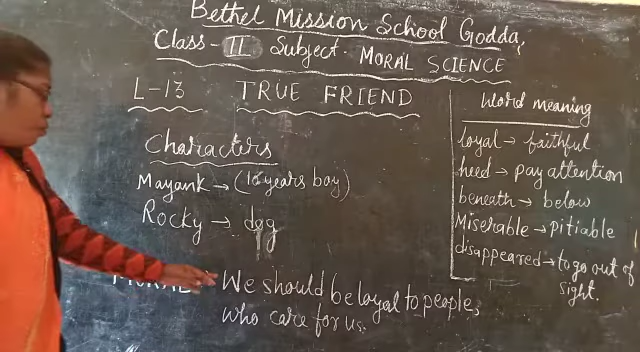 Bethel Mission School Godda,
Class - II Subject - MORAL SCIENCE
L-13 TRUE FRIEND
Characters
Mayank → (16 years boy)
Rocky → dog
We should be loyal to people,
who care for us.
Word meaning
loyal → faithful
heed → pay attention
beneath → below
Miserable → pitiable
disappeared → to go out of
sight.